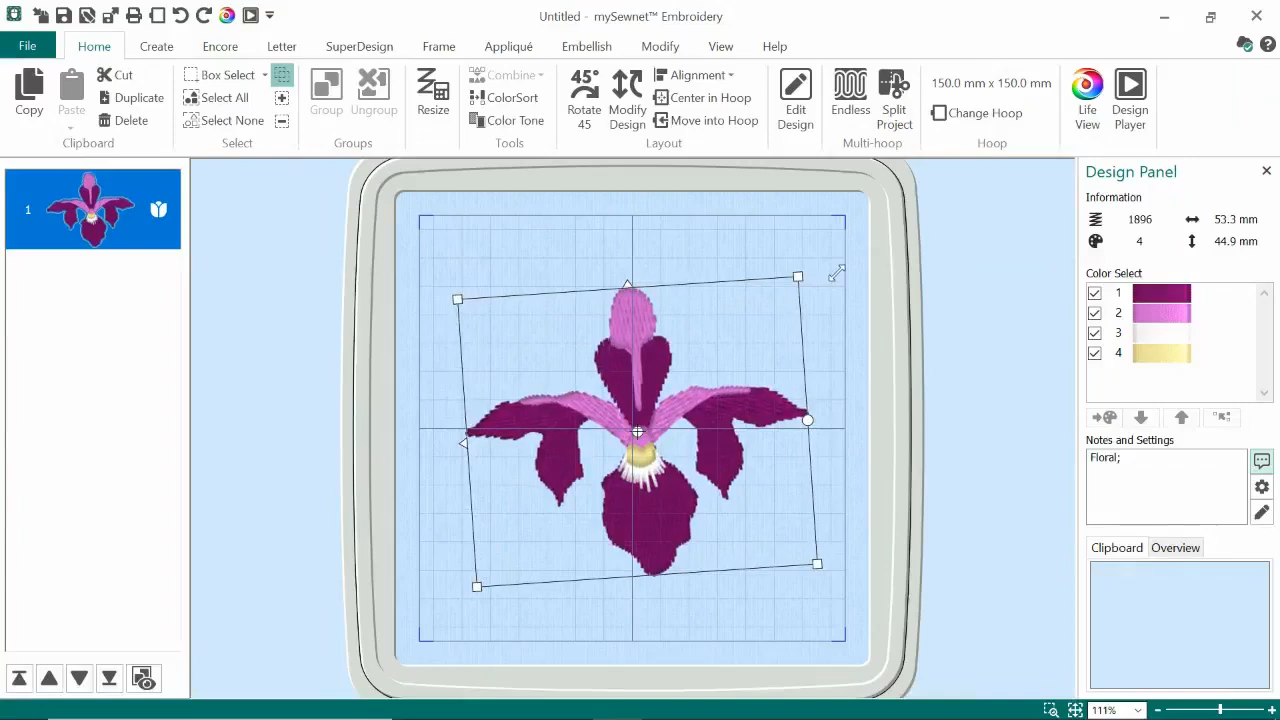 Untitled - mySewnet™ Embroidery
File
Home
Create
Encore
Letter
SuperDesign
Frame
Appliqué
Embellish
Modify
View
Help
Copy
Paste
Cut
Duplicate
Delete
Clipboard
Box Select
Select All
Select None
Select
Group
Ungroup
Groups
Resize
Combine
ColorSort
Color Tone
Tools
45°
Rotate
45
Modify
Design
Alignment
Center in Hoop
Move into Hoop
Layout
Edit
Design
Endless
Split
Project
Multi-hoop
150.0 mm x 150.0 mm
Change Hoop
Hoop
Life
View
Design
Player
1
Design Panel
Information
1896
53.3 mm
4
44.9 mm
Color Select
1
2
3
4
Notes and Settings
Floral;
Clipboard
Overview
111%